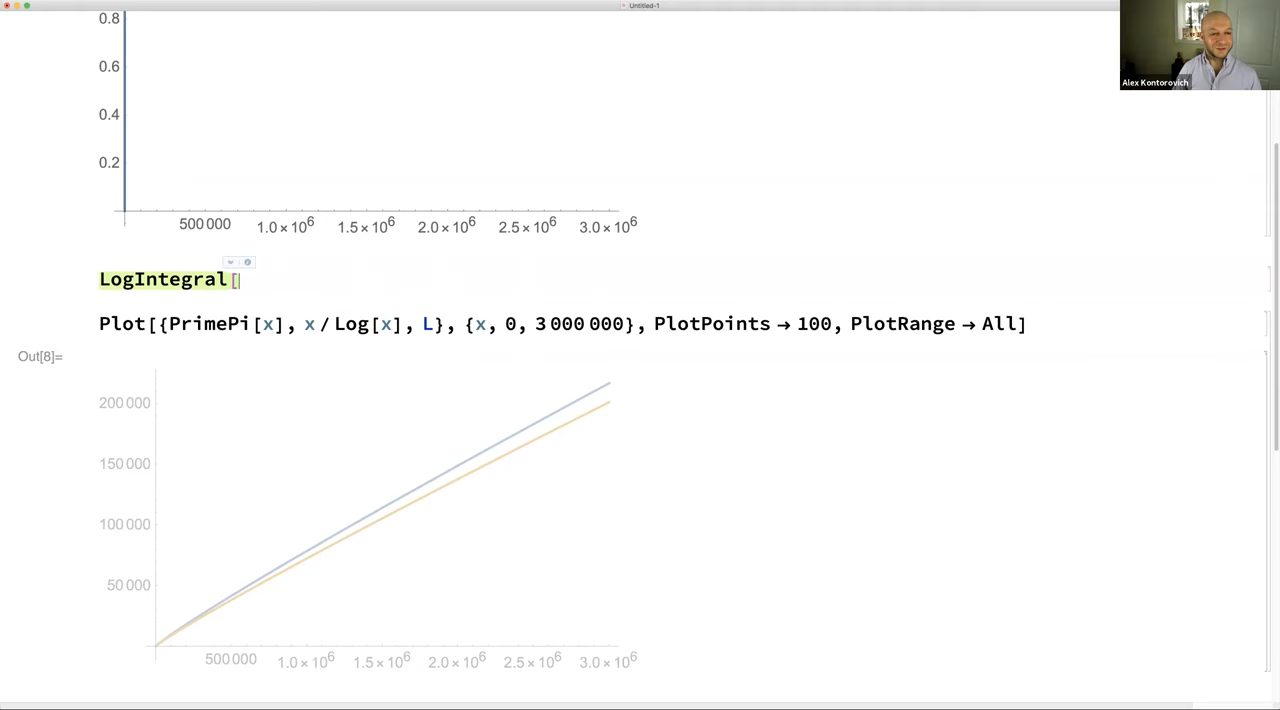 Untitled-1
Alex Kontorovich
0.8
0.6
0.4
0.2
500 000 1.0×10⁶ 1.5×10⁶ 2.0×10⁶ 2.5×10⁶ 3.0×10⁶
LogIntegral[
Plot[{PrimePi[x], x / Log[x], L}, {x, 0, 3 000 000}, PlotPoints → 100, PlotRange → All]
Out[8]=
200 000
150 000
100 000
50 000
500 000 1.0×10⁶ 1.5×10⁶ 2.0×10⁶ 2.5×10⁶ 3.0×10⁶